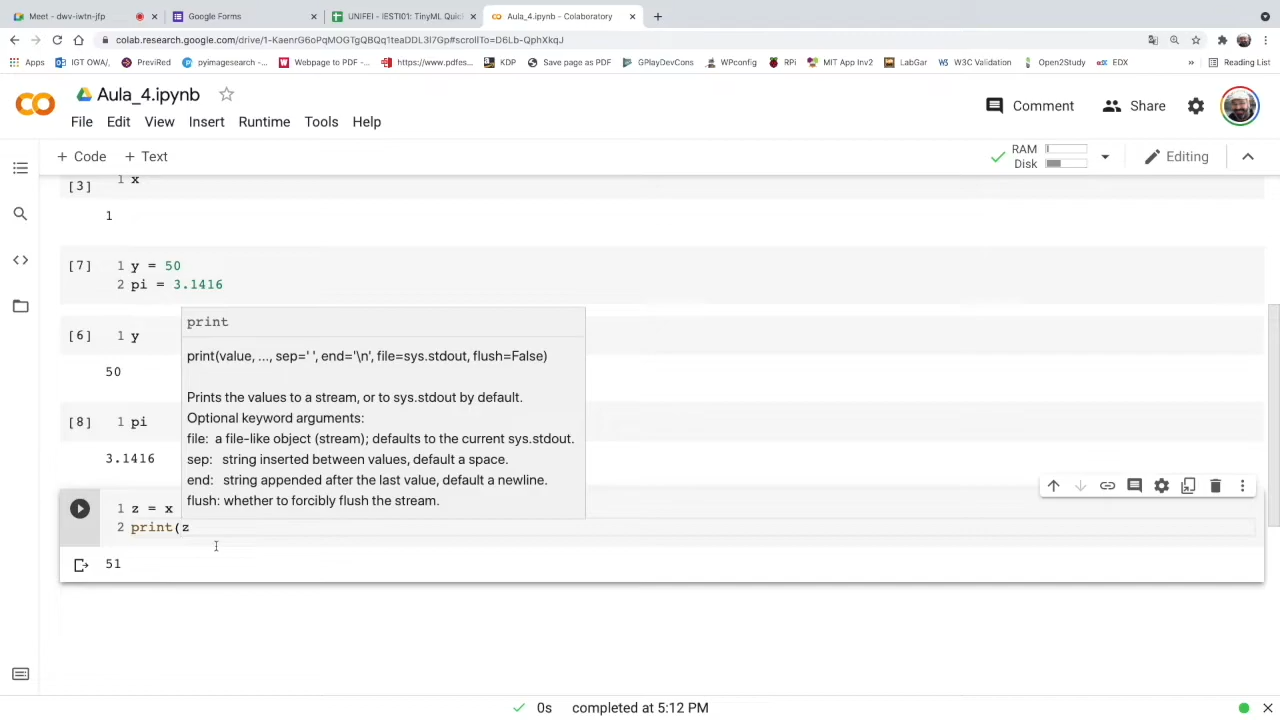 Meet - dwv-iwtn-jfp
Google Forms
UNIFEI - IESTI01: TinyML Quic
Aula_4.ipynb - Colaboratory
colab.research.google.com/drive/1-KaenrG6oPqMOGTgQBQq1teaDDL3I7Gp#scrollTo=D6Lb-QphXkqJ
Apps
IGT OWA/,
PreviRed
pyimagesearch -...
Webpage to PDF -...
https://www.pdfes...
KDP
Save page as PDF
GPlayDevCons
WPconfig
RPi
MIT App Inv2
LabGar
W3C Validation
Open2Study
EDX
»
Reading List
Aula_4.ipynb
File Edit View Insert Runtime Tools Help
Comment
Share
+ Code + Text
RAM
Disk
Editing
[3] 1 x
1
[7] 1 y = 50
2 pi = 3.1416
[6] 1 y
50
[8] 1 pi
3.1416
print
print(value, ..., sep=' ', end='\n', file=sys.stdout, flush=False)
Prints the values to a stream, or to sys.stdout by default.
Optional keyword arguments:
file: a file-like object (stream); defaults to the current sys.stdout.
sep: string inserted between values, default a space.
end: string appended after the last value, default a newline.
flush: whether to forcibly flush the stream.
1 z = x
2 print(z
51
0s completed at 5:12 PM